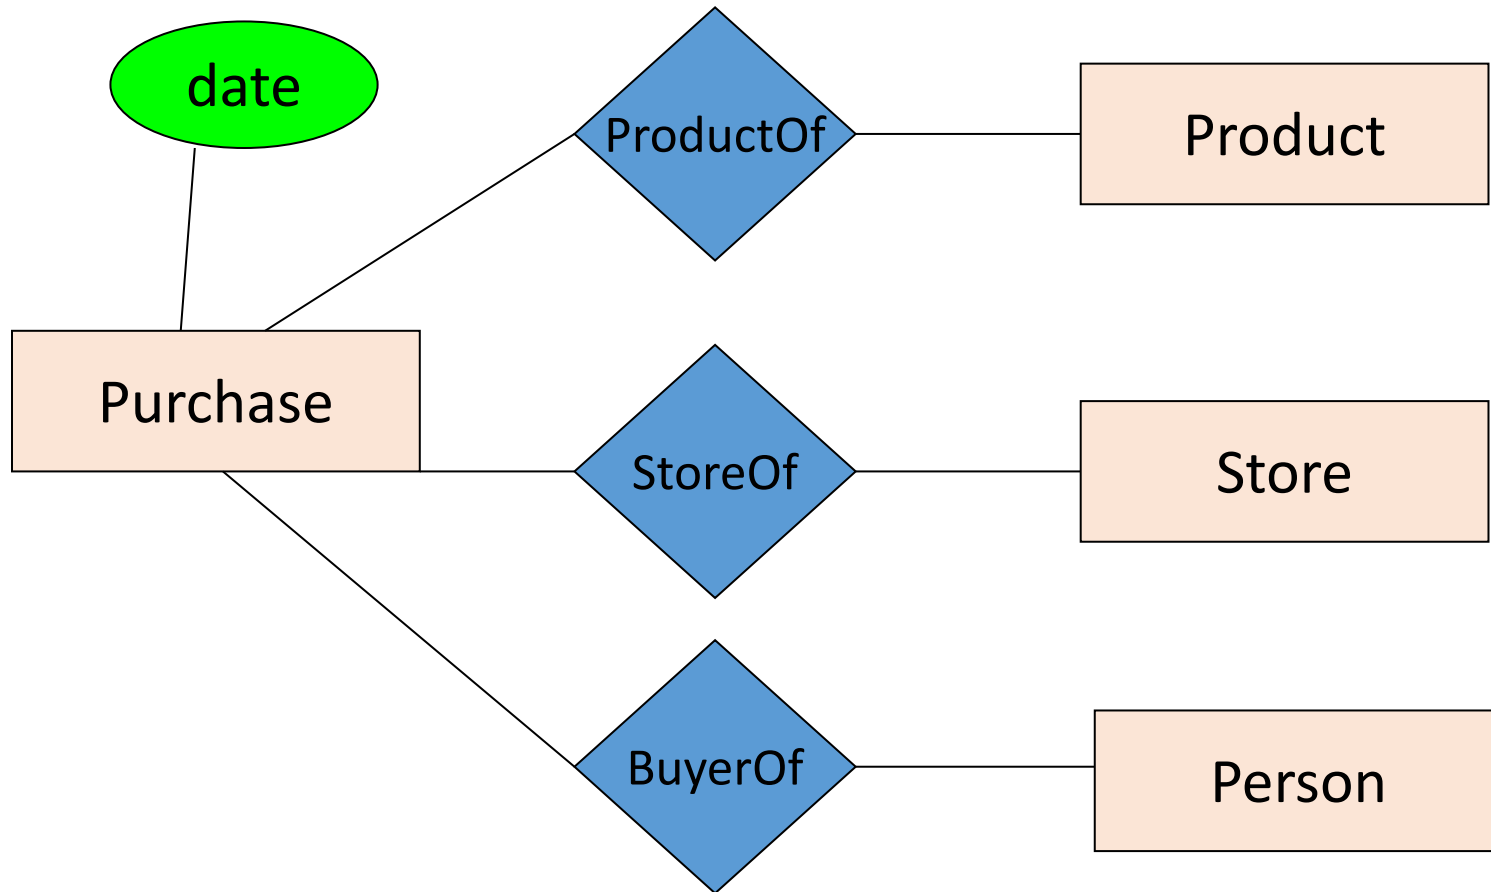 date
ProductOf
Product
Purchase
StoreOf
Store
BuyerOf
Person